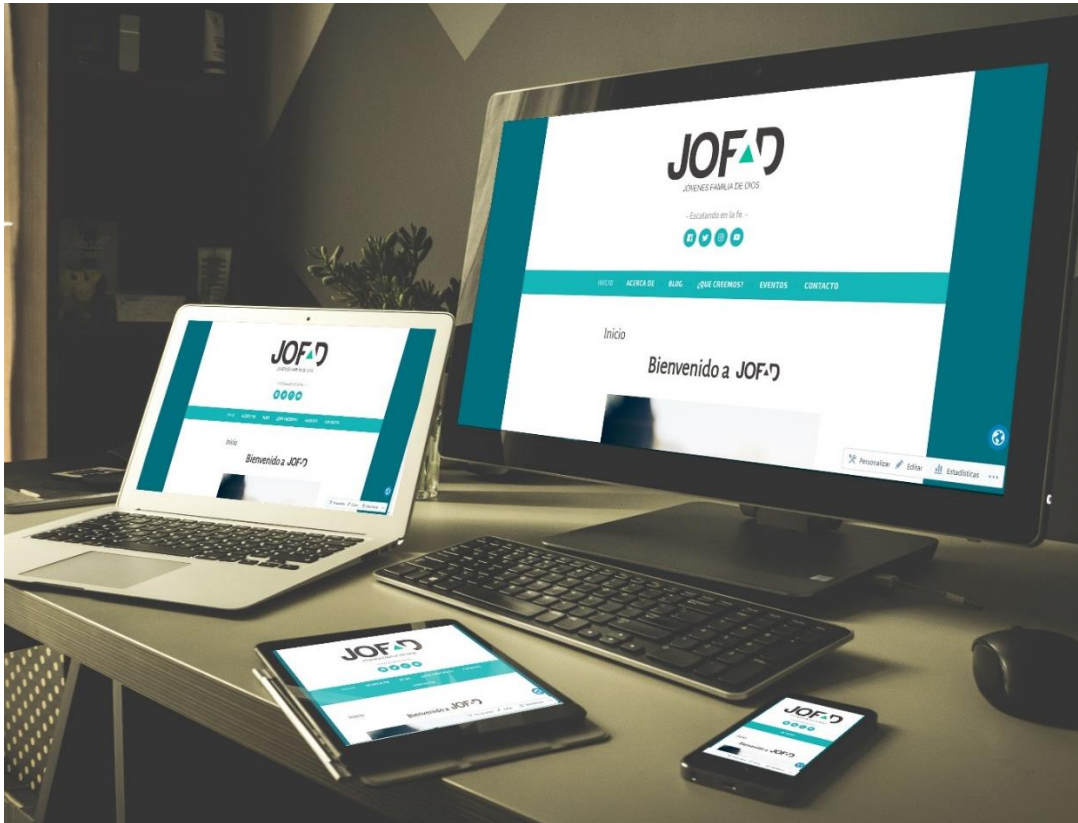 JOFAD
JÓVENES FAMILIA DE DIOS
- Escalando en la fe. -
INICIO ACERCA DE BLOG ¿QUE CREEMOS? EVENTOS CONTACTO
Inicio
Bienvenido a JOFAD
Personalizar Editar Estadísticas ...
JOFAD
Inicio
Bienvenido a JOFAD
JOFAD
Bienvenido a JOFAD
JOFAD
Bienvenido a JOFAD